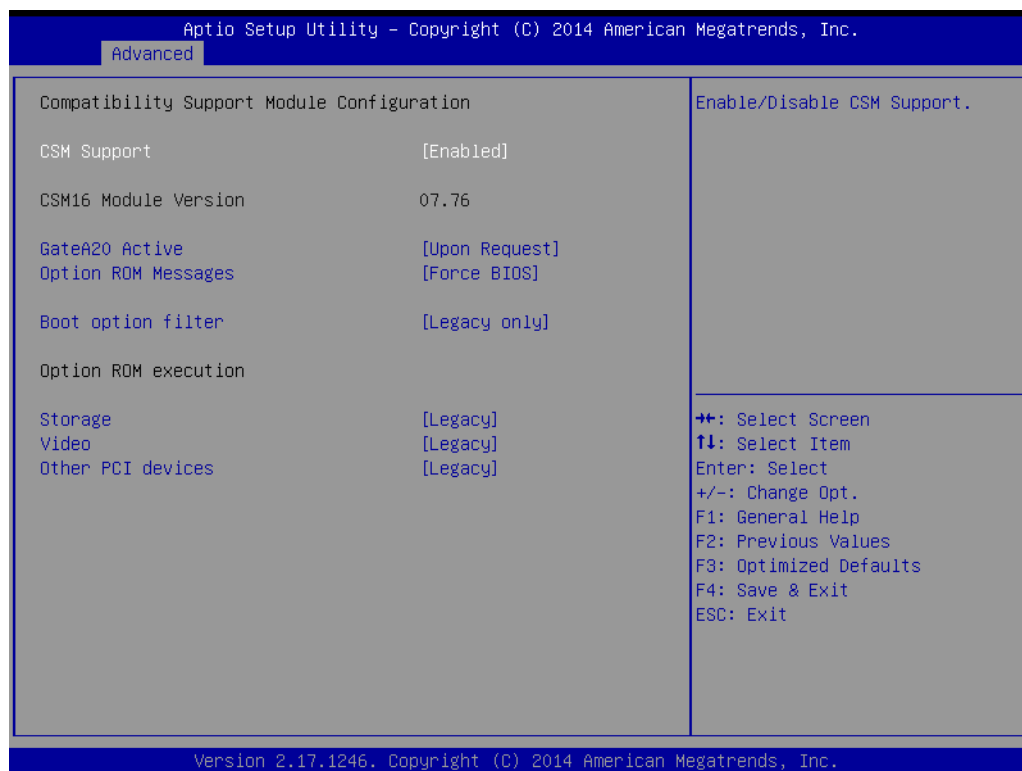 Aptio Setup Utility – Copyright (C) 2014 American Megatrends, Inc.
Advanced
Compatibility Support Module Configuration
CSM Support [Enabled]
CSM16 Module Version 07.76
GateA20 Active [Upon Request]
Option ROM Messages [Force BIOS]
Boot option filter [Legacy only]
Option ROM execution
Storage [Legacy]
Video [Legacy]
Other PCI devices [Legacy]
Enable/Disable CSM Support.
→←: Select Screen
↑↓: Select Item
Enter: Select
+/-: Change Opt.
F1: General Help
F2: Previous Values
F3: Optimized Defaults
F4: Save & Exit
ESC: Exit
Version 2.17.1246. Copyright (C) 2014 American Megatrends, Inc.